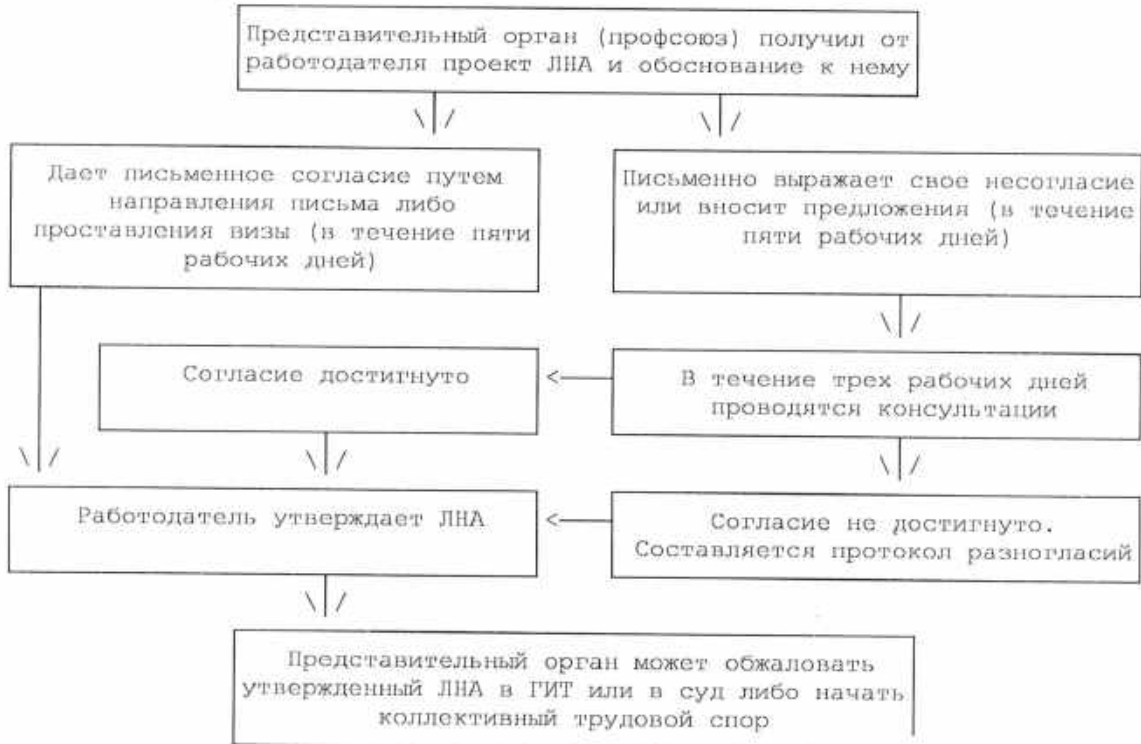 Представительный орган (профсоюз) получил от
работодателя проект ЛНА и обоснование к нему
Дает письменное согласие путем
направления письма либо
проставления визы (в течение пяти
рабочих дней)
Письменно выражает свое несогласие
или вносит предложения (в течение
пяти рабочих дней)
Согласие достигнуто
В течение трех рабочих дней
проводятся консультации
Работодатель утверждает ЛНА
Согласие не достигнуто.
Составляется протокол разногласий
Представительный орган может обжаловать
утвержденный ЛНА в ГИТ или в суд либо начать
коллективный трудовой спор